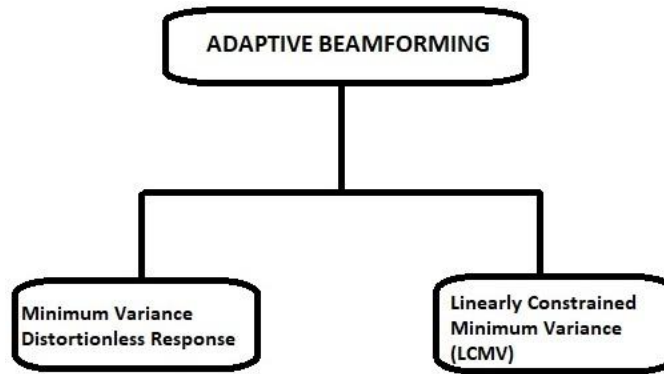 ADAPTIVE BEAMFORMING
Minimum Variance
Distortionless Response
Linearly Constrained
Minimum Variance
(LCMV)